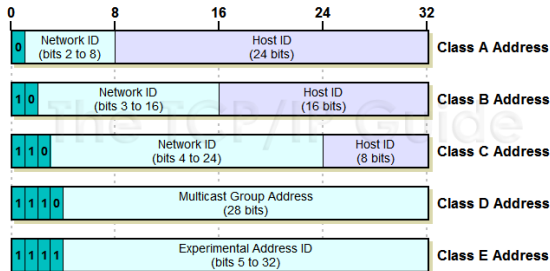 0 8 16 24 32
0 Network ID (bits 2 to 8) Host ID (24 bits) Class A Address
1 0 Network ID (bits 3 to 16) Host ID (16 bits) Class B Address
The TCP/IP Guide
1 1 0 Network ID (bits 4 to 24) Host ID (8 bits) Class C Address
1 1 1 0 Multicast Group Address (28 bits) Class D Address
1 1 1 1 Experimental Address ID (bits 5 to 32) Class E Address